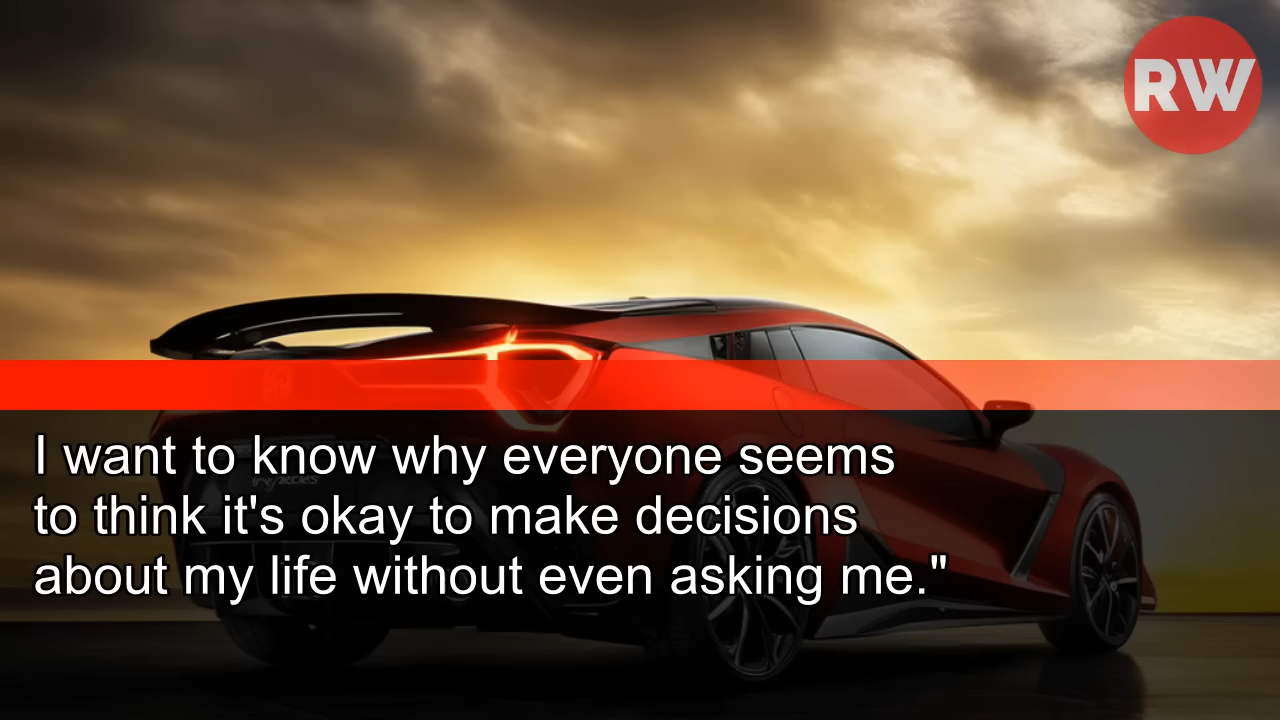 RW
I want to know why everyone seems
to think it's okay to make decisions
about my life without even asking me."